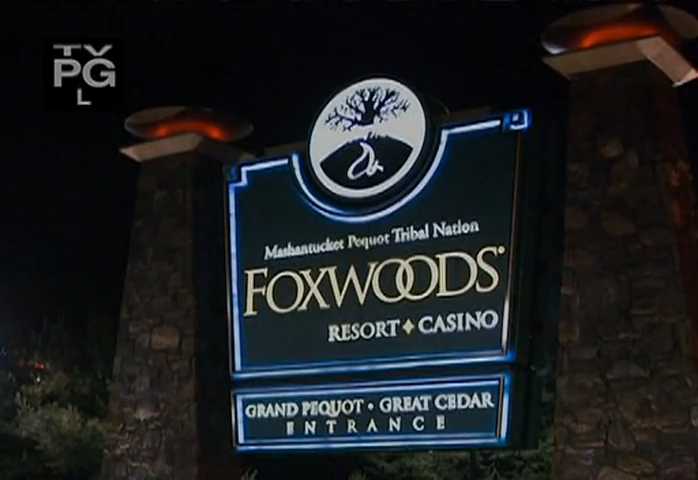 TV
PG
L
Mashantucket Pequot Tribal Nation
FOXWOODS
RESORT ♦ CASINO
GRAND PEQUOT • GREAT CEDAR
ENTRANCE